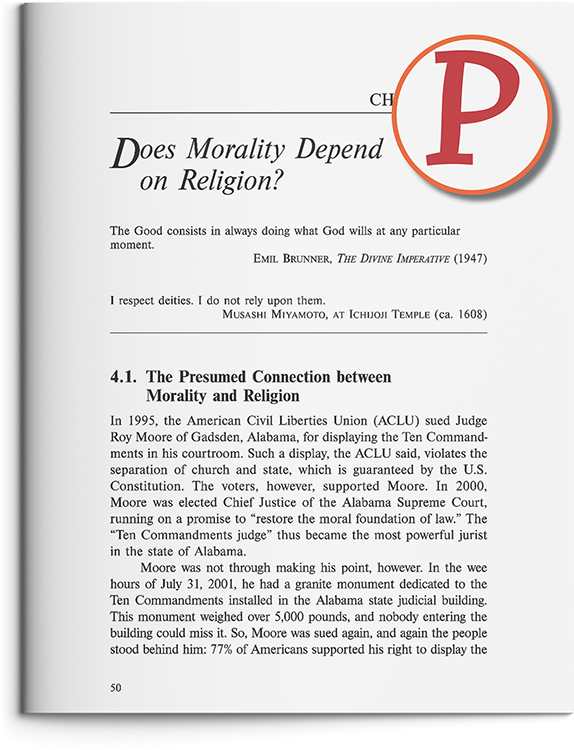 CH
P
Does Morality Depend
on Religion?
The Good consists in always doing what God wills at any particular
moment.
EMIL BRUNNER, THE DIVINE IMPERATIVE (1947)
I respect deities. I do not rely upon them.
MUSASHI MIYAMOTO, AT ICHIJOJI TEMPLE (ca. 1608)
4.1. The Presumed Connection between
Morality and Religion
In 1995, the American Civil Liberties Union (ACLU) sued Judge
Roy Moore of Gadsden, Alabama, for displaying the Ten Command-
ments in his courtroom. Such a display, the ACLU said, violates the
separation of church and state, which is guaranteed by the U.S.
Constitution. The voters, however, supported Moore. In 2000,
Moore was elected Chief Justice of the Alabama Supreme Court,
running on a promise to “restore the moral foundation of law.” The
“Ten Commandments judge” thus became the most powerful jurist
in the state of Alabama.
Moore was not through making his point, however. In the wee
hours of July 31, 2001, he had a granite monument dedicated to the
Ten Commandments installed in the Alabama state judicial building.
This monument weighed over 5,000 pounds, and nobody entering the
building could miss it. So, Moore was sued again, and again the people
stood behind him: 77% of Americans supported his right to display the
50